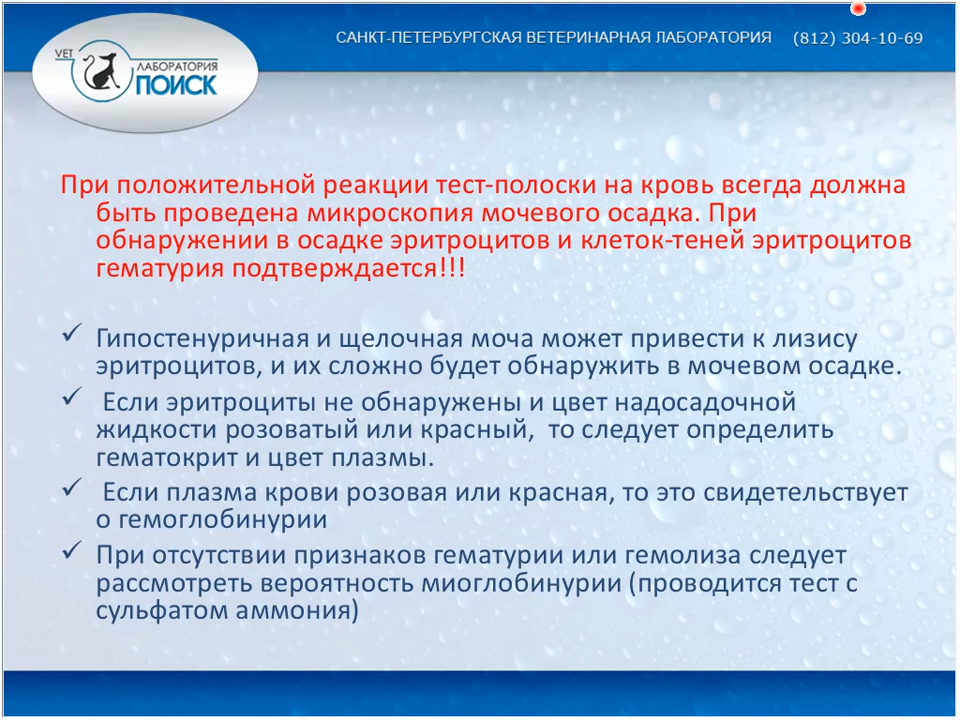 САНКТ-ПЕТЕРБУРГСКАЯ ВЕТЕРИНАРНАЯ ЛАБОРАТОРИЯ (812) 304-10-69
VET
ЛАБОРАТОРИЯ
ПОИСК
При положительной реакции тест-полоски на кровь всегда должна
быть проведена микроскопия мочевого осадка. При
обнаружении в осадке эритроцитов и клеток-теней эритроцитов
гематурия подтверждается!!!
✓ Гипостенуричная и щелочная моча может привести к лизису
эритроцитов, и их сложно будет обнаружить в мочевом осадке.
✓ Если эритроциты не обнаружены и цвет надосадочной
жидкости розоватый или красный, то следует определить
гематокрит и цвет плазмы.
✓ Если плазма крови розовая или красная, то это свидетельствует
о гемоглобинурии
✓ При отсутствии признаков гематурии или гемолиза следует
рассмотреть вероятность миоглобинурии (проводится тест с
сульфатом аммония)